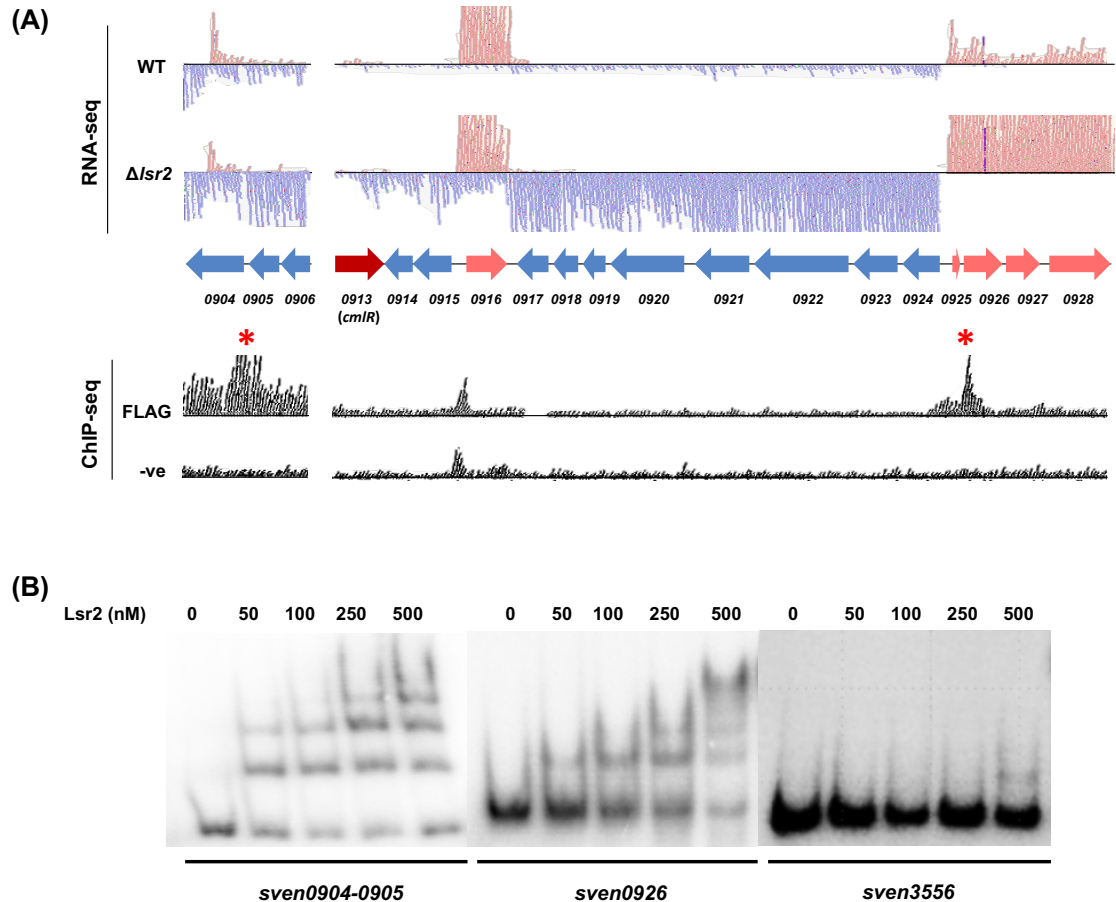 (A)
RNA-seq
WT
Δlsr2
0904 0905 0906 0913 0914 0915 0916 0917 0918 0919 0920 0921 0922 0923 0924 0925 0926 0927 0928
(cmlR)
* *
ChIP-seq
FLAG
-ve
(B)
Lsr2 (nM) 0 50 100 250 500 0 50 100 250 500 0 50 100 250 500
sven0904-0905 sven0926 sven3556